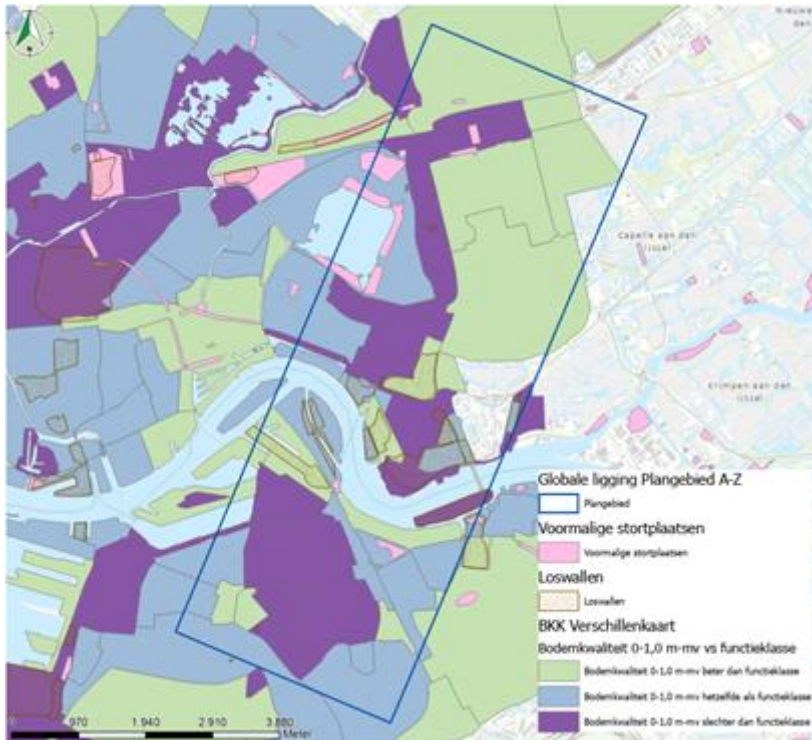 Nieuwe
Capelle aan den
IJssel
Krimpen aan den
IJssel
Globale ligging Plangebied A-Z
Plangebied
Voormalige stortplaatsen
Voormalige stortplaatsen
Loswallen
Loswallen
BKK Verschillenkaart
Bodemkwaliteit 0-1,0 m-mv vs functieklasse
Bodemkwaliteit 0-1,0 m-mv beter dan functieklasse
Bodemkwaliteit 0-1,0 m-mv hetzelfde als functieklasse
Bodemkwaliteit 0-1,0 m-mv slechter dan functieklasse
0 970 1.940 2.910 3.880
Meter